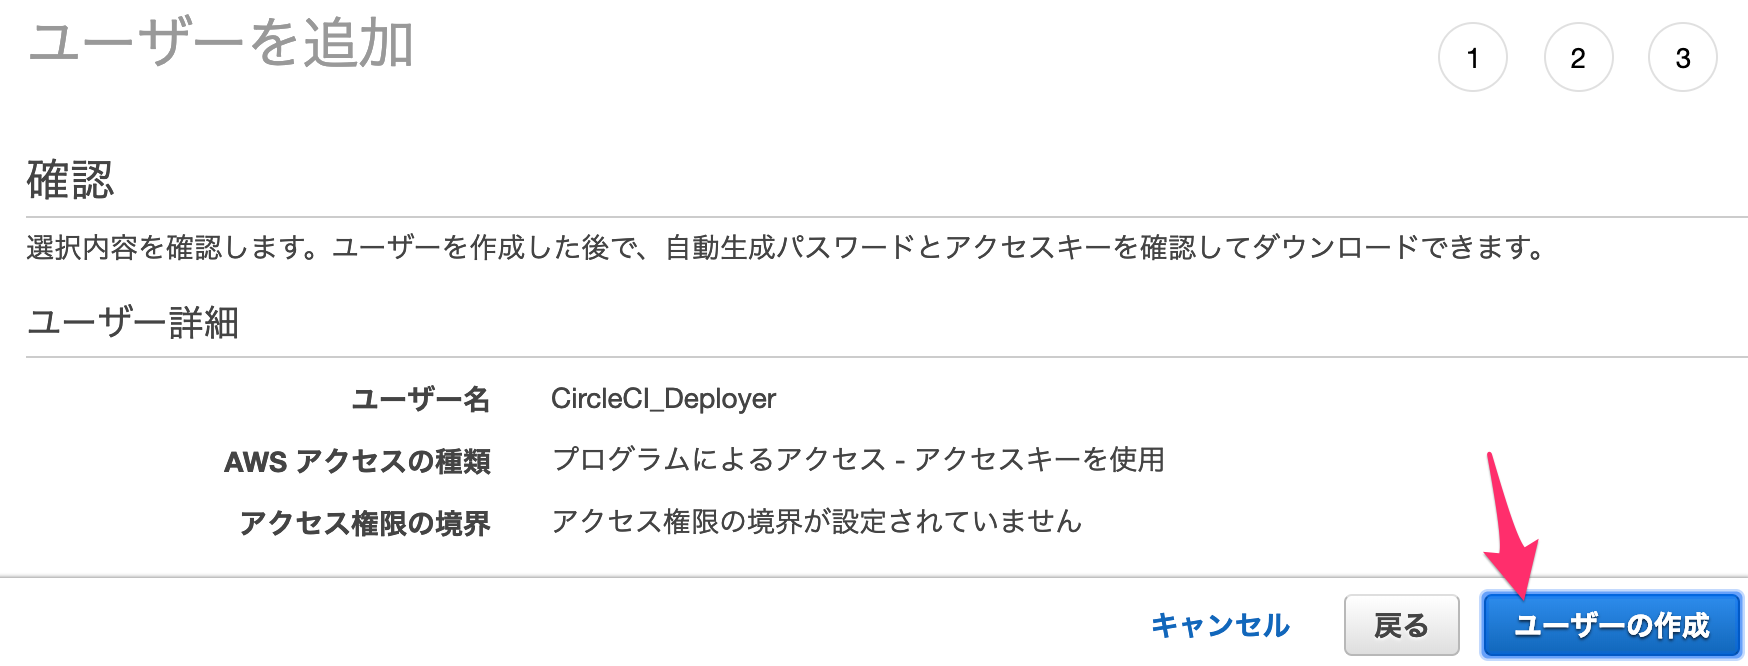 ユーザーを追加
1 2 3
確認
選択内容を確認します。ユーザーを作成した後で、自動生成パスワードとアクセスキーを確認してダウンロードできます。
ユーザー詳細
ユーザー名 CircleCI_Deployer
AWS アクセスの種類 プログラムによるアクセス - アクセスキーを使用
アクセス権限の境界 アクセス権限の境界が設定されていません
キャンセル 戻る ユーザーの作成